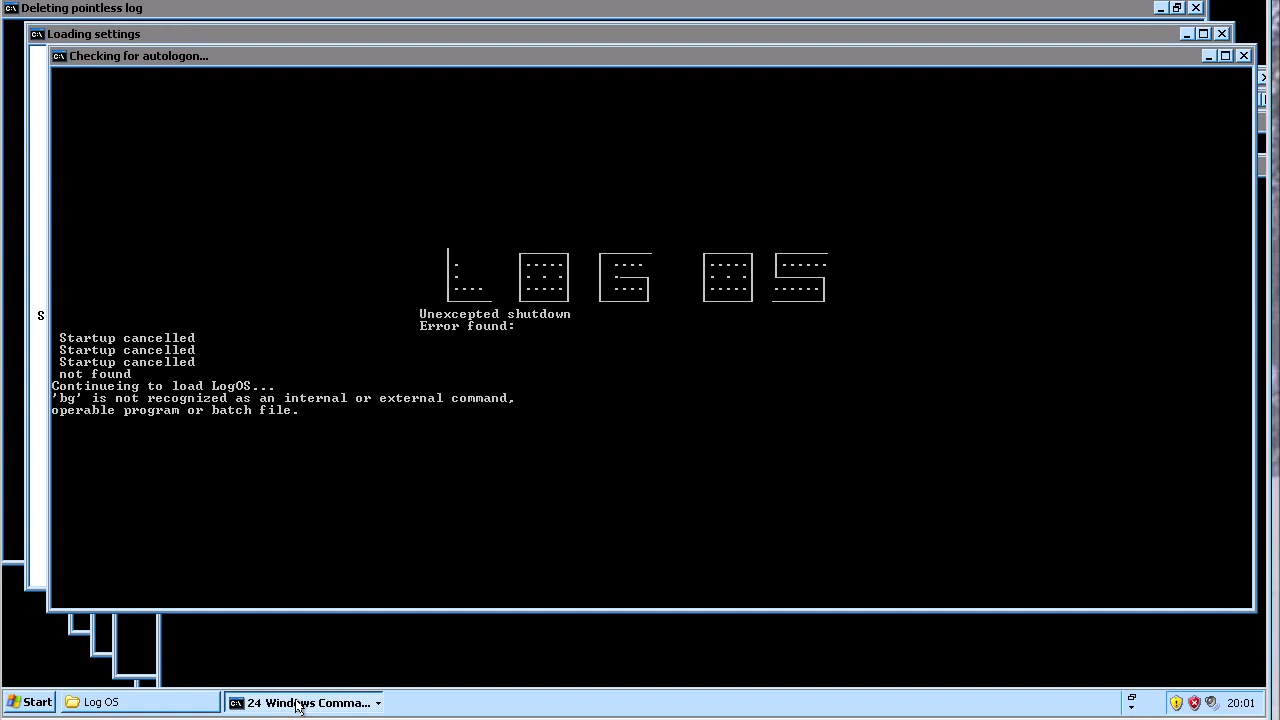 Deleting pointless log
Loading settings
Checking for autologon...
LOG OS
Unexcepted shutdown
Error found:
S
Startup cancelled
Startup cancelled
Startup cancelled
not found
Continueing to load LogOS...
'bg' is not recognized as an internal or external command,
operable program or batch file.
Start
Log OS
24 Windows Comma...
20:01